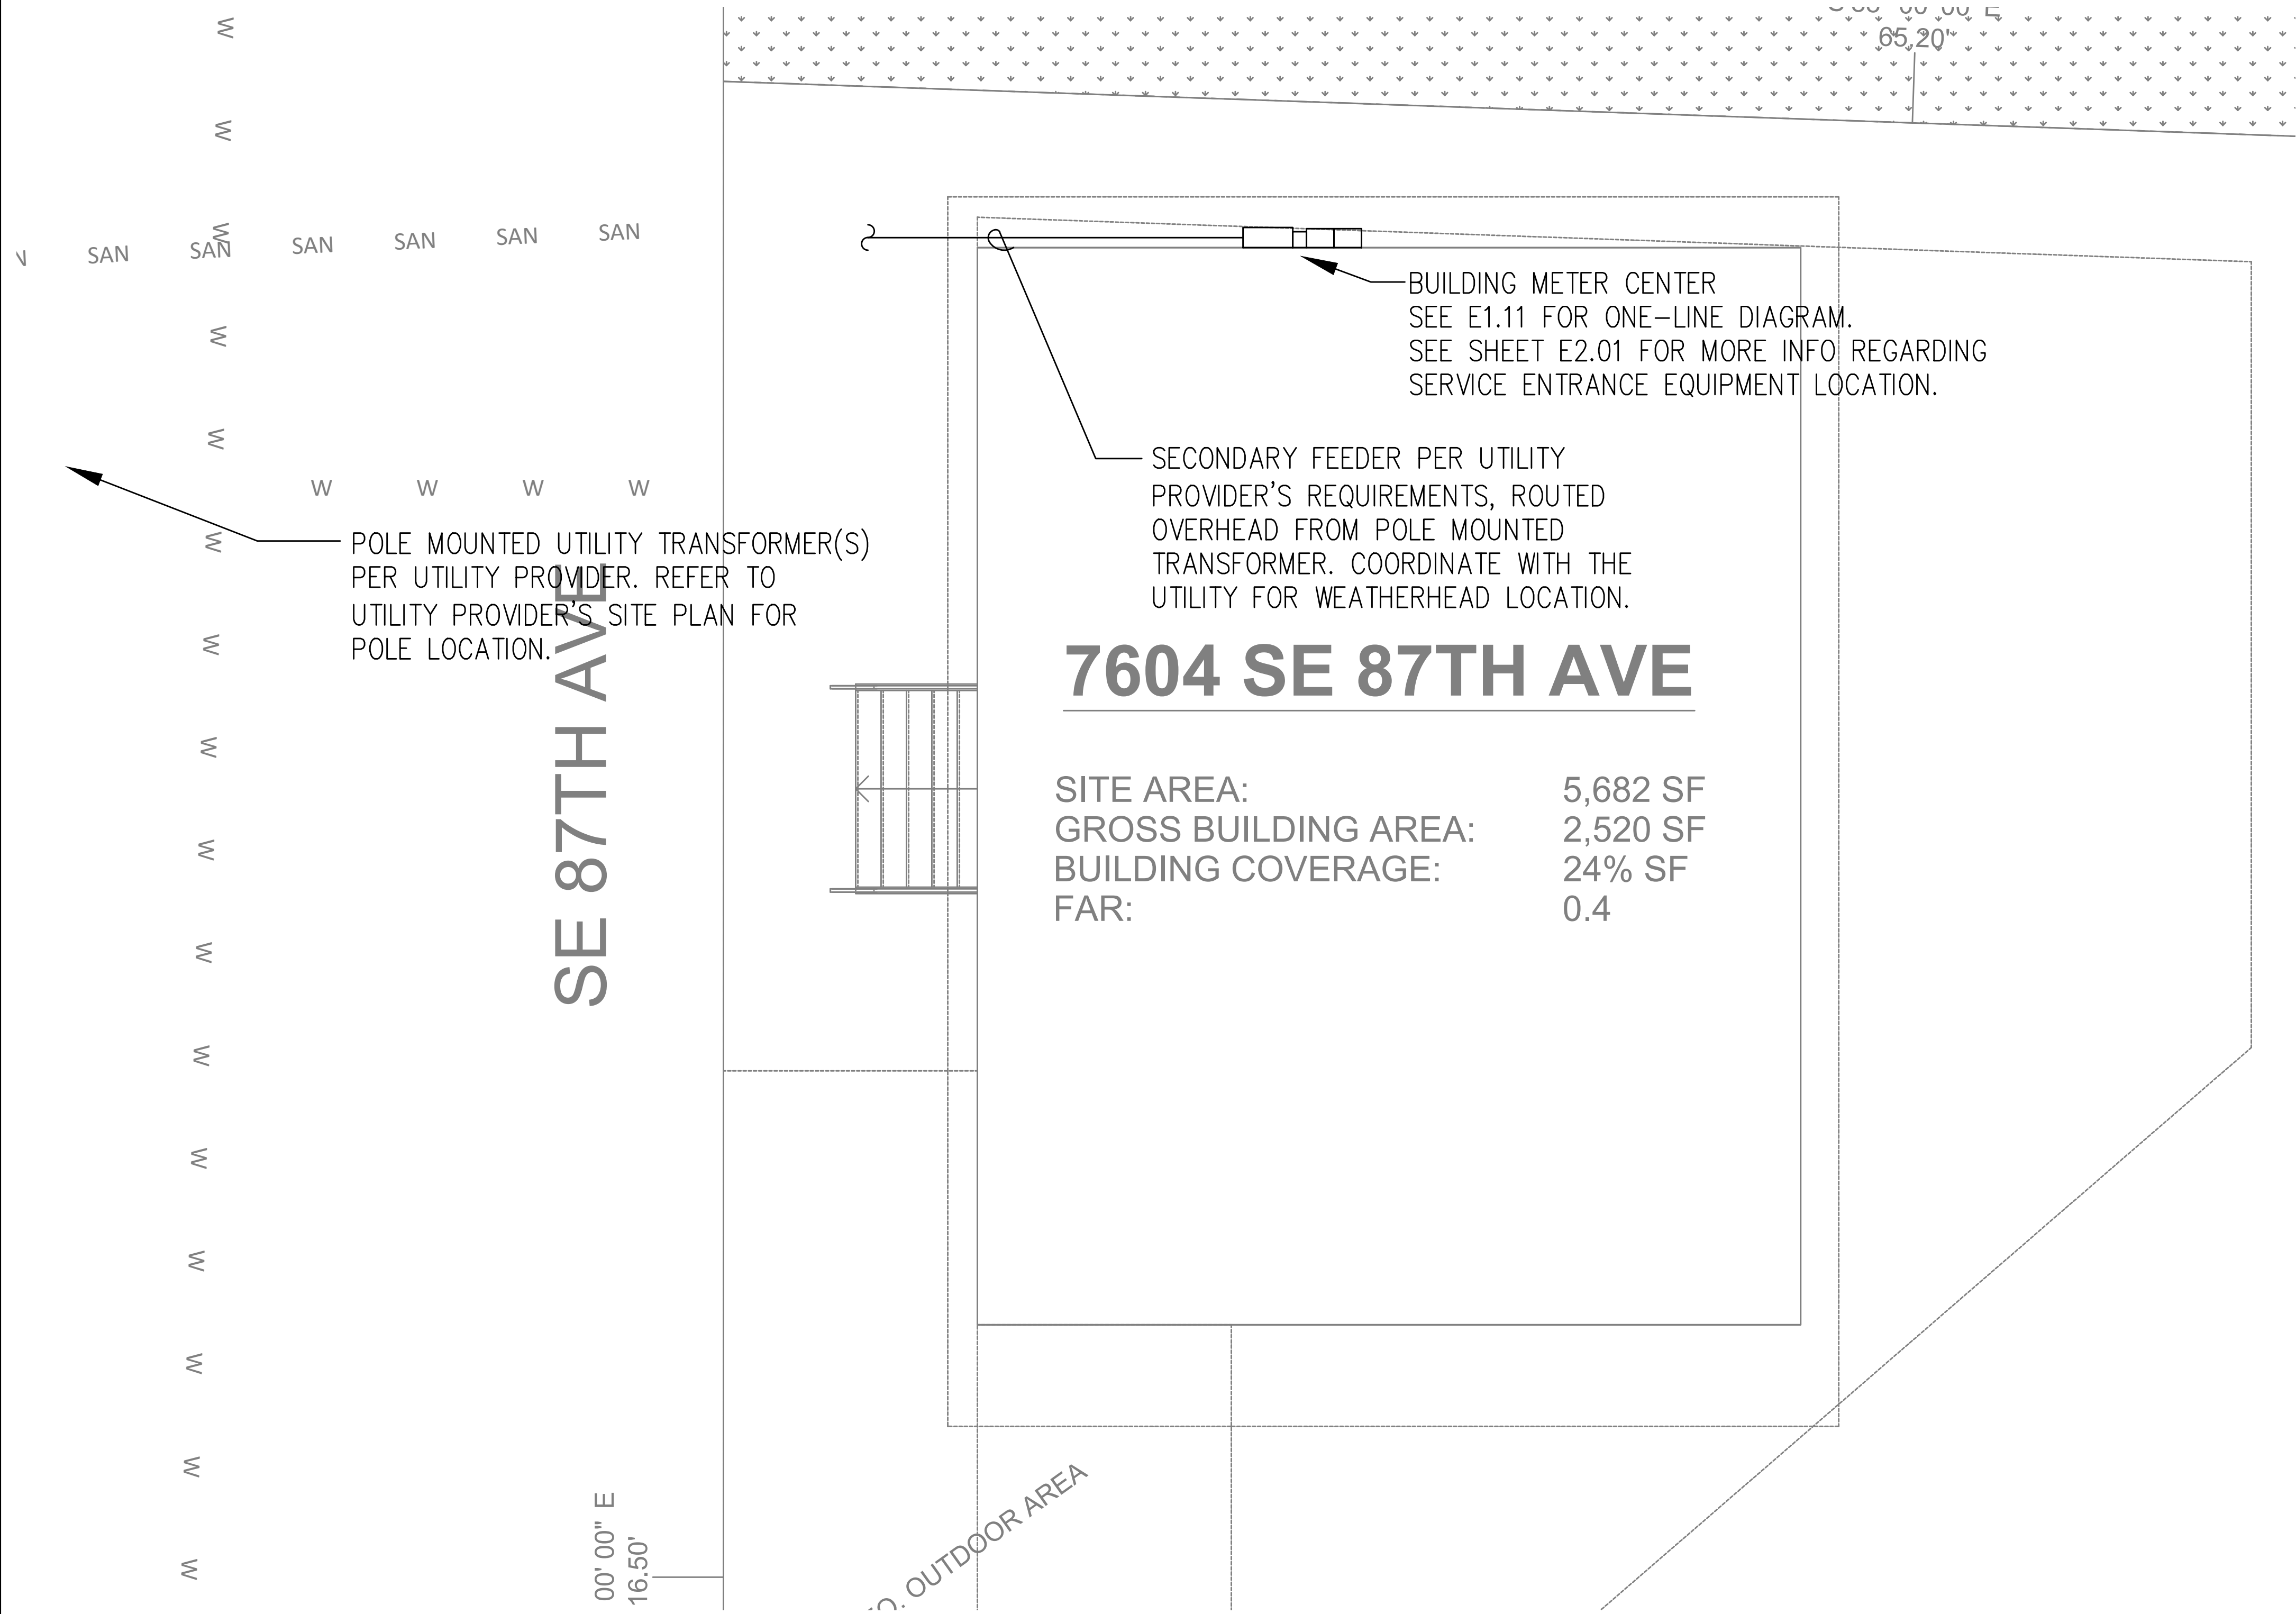 65.20'
SAN SAN SAN SAN SAN SAN
BUILDING METER CENTER
SEE E1.11 FOR ONE-LINE DIAGRAM.
SEE SHEET E2.01 FOR MORE INFO REGARDING
SERVICE ENTRANCE EQUIPMENT LOCATION.
SECONDARY FEEDER PER UTILITY
PROVIDER'S REQUIREMENTS, ROUTED
OVERHEAD FROM POLE MOUNTED
TRANSFORMER. COORDINATE WITH THE
UTILITY FOR WEATHERHEAD LOCATION.
W W W W
POLE MOUNTED UTILITY TRANSFORMER(S)
PER UTILITY PROVIDER. REFER TO
UTILITY PROVIDER'S SITE PLAN FOR
POLE LOCATION.
W W W W W W W W W W W W W W W W
SE 87TH AVE
7604 SE 87TH AVE
SITE AREA: 5,682 SF
GROSS BUILDING AREA: 2,520 SF
BUILDING COVERAGE: 24% SF
FAR: 0.4
00' 00" E
16.50'
OUTDOOR AREA